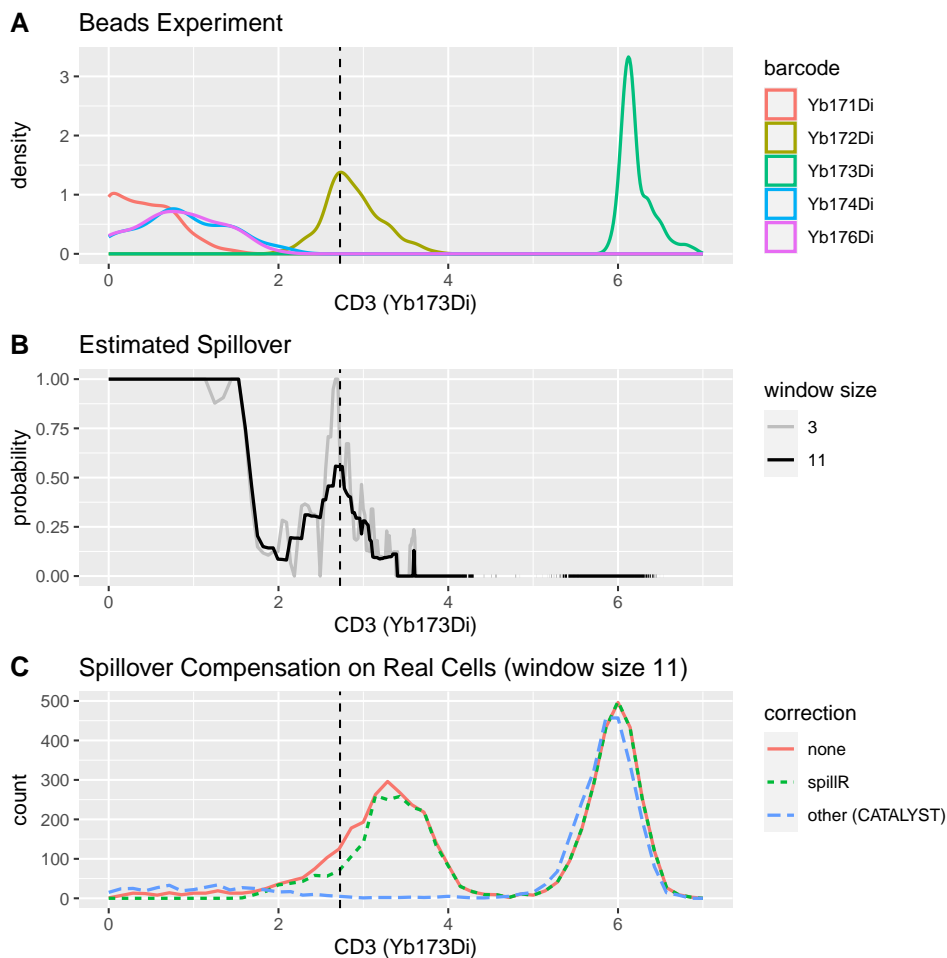 A Beads Experiment
3
2
1
0
density
0 2 4 6
CD3 (Yb173Di)
barcode
Yb171Di
Yb172Di
Yb173Di
Yb174Di
Yb176Di
B Estimated Spillover
1.00
0.75
0.50
0.25
0.00
probability
0 2 4 6
CD3 (Yb173Di)
window size
3
11
C Spillover Compensation on Real Cells (window size 11)
500
400
300
200
100
0
count
0 2 4 6
CD3 (Yb173Di)
correction
none
spillR
other (CATALYST)